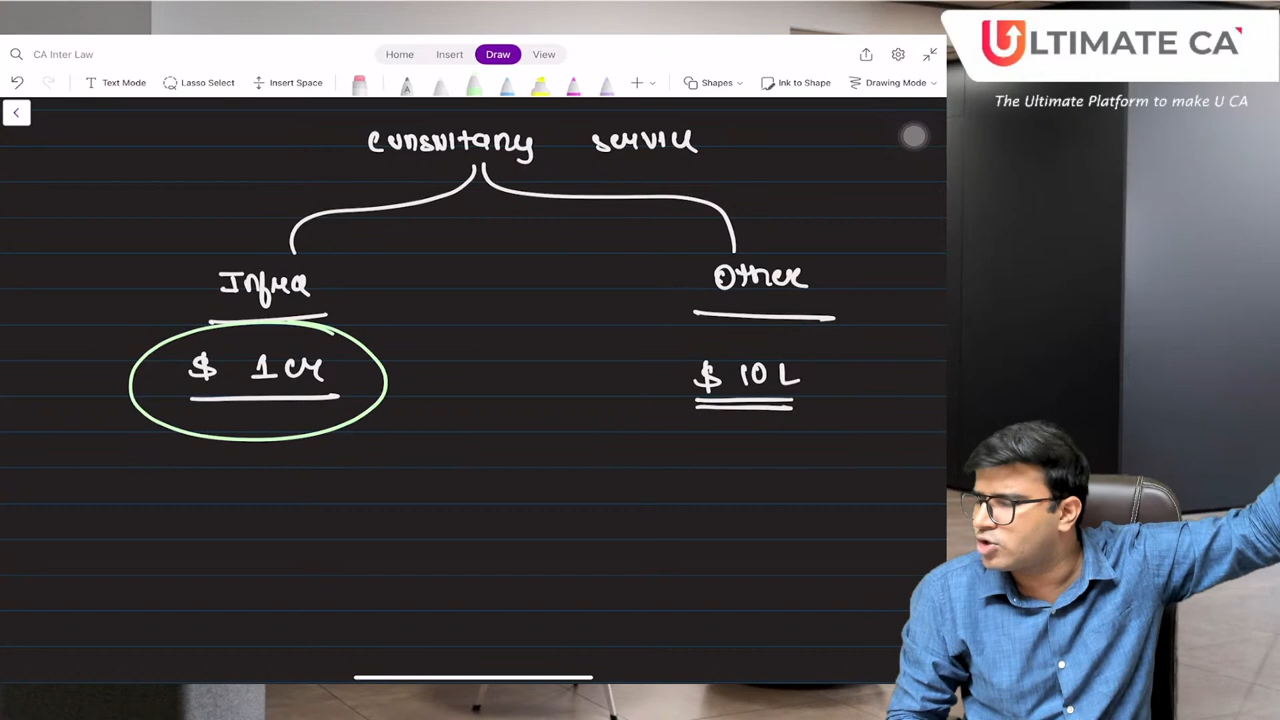 ULTIMATE CA
The Ultimate Platform to make U CA
CA Inter Law
Home Insert Draw View
Text Mode Lasso Select Insert Space Shapes Ink to Shape Drawing Mode
Consultany service
Infra Other
$ 1 cr $ 10 L